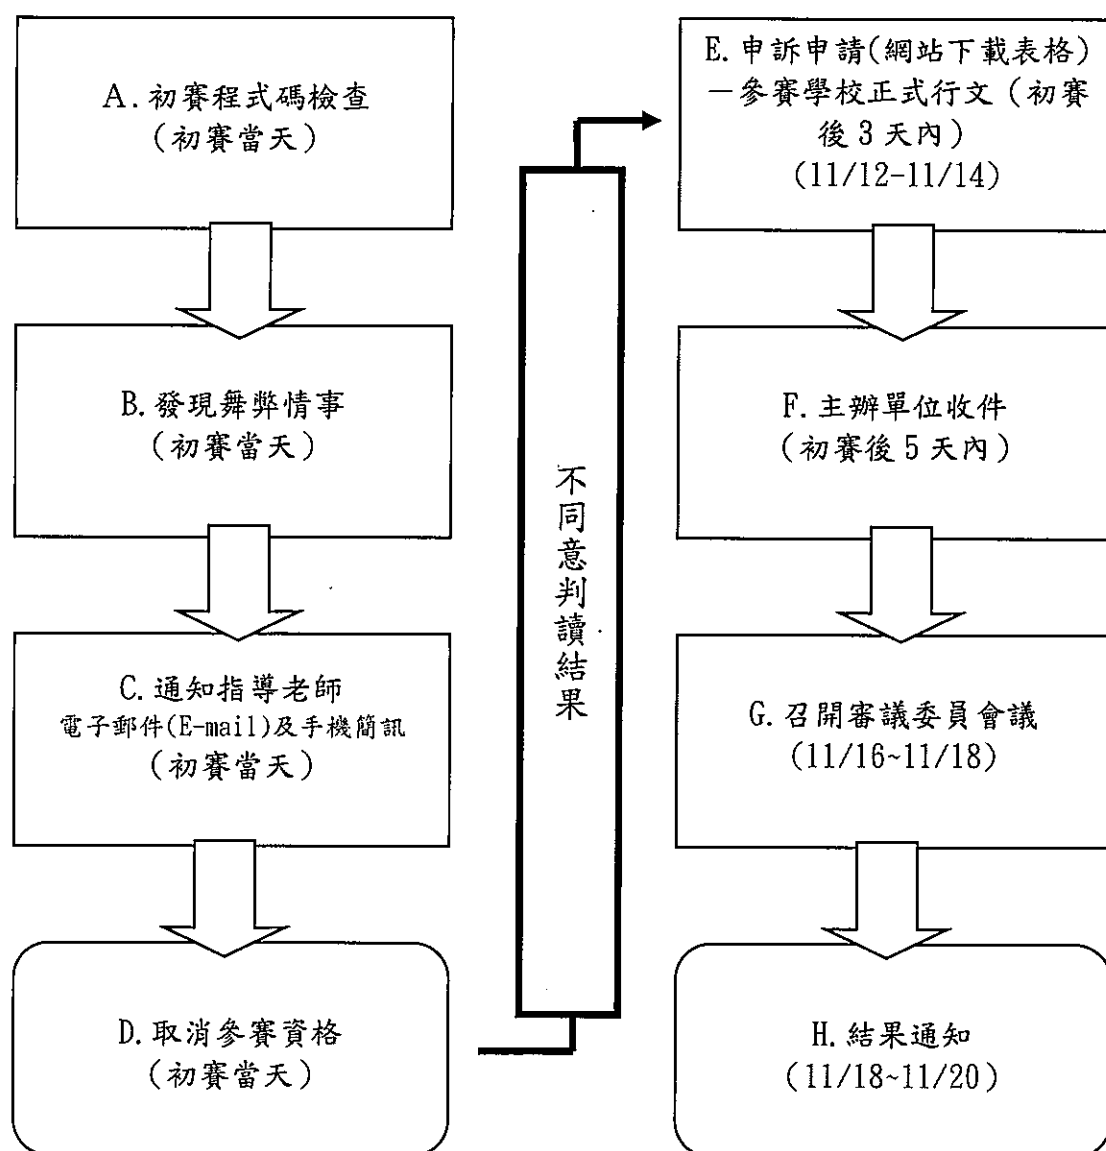 A.初賽程式碼檢查
(初賽當天)
B.發現舞弊情事
(初賽當天)
C.通知指導老師
電子郵件(E-mail)及手機簡訊
(初賽當天)
D.取消參賽資格
(初賽當天)
不同意判讀結果
E.申訴申請(網站下載表格)
－參賽學校正式行文(初賽
後3天內)
(11/12-11/14)
F.主辦單位收件
(初賽後5天內)
G.召開審議委員會議
(11/16~11/18)
H.結果通知
(11/18~11/20)